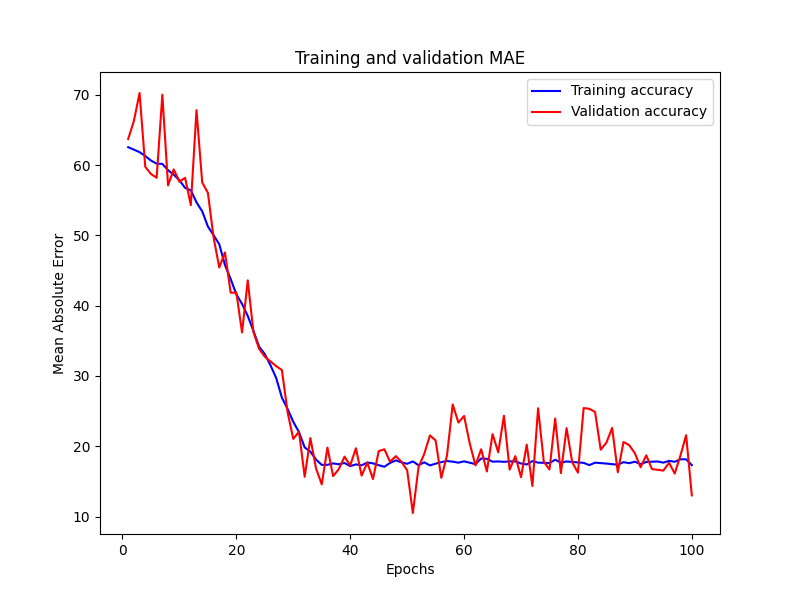 Training and validation MAE
Training accuracy
Validation accuracy
Mean Absolute Error
70
60
50
40
30
20
10
0
20
40
60
80
100
Epochs